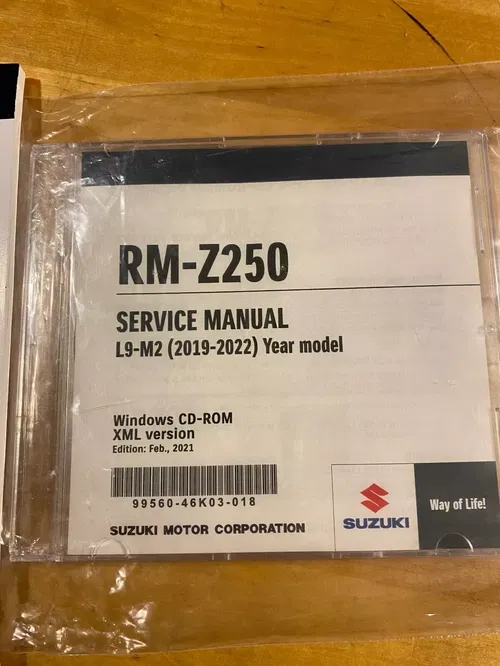 RM-Z250
SERVICE MANUAL
L9-M2 (2019-2022) Year model
Windows CD-ROM
XML version
Edition: Feb., 2021
99560-46K03-018
SUZUKI MOTOR CORPORATION
SUZUKI
Way of Life!